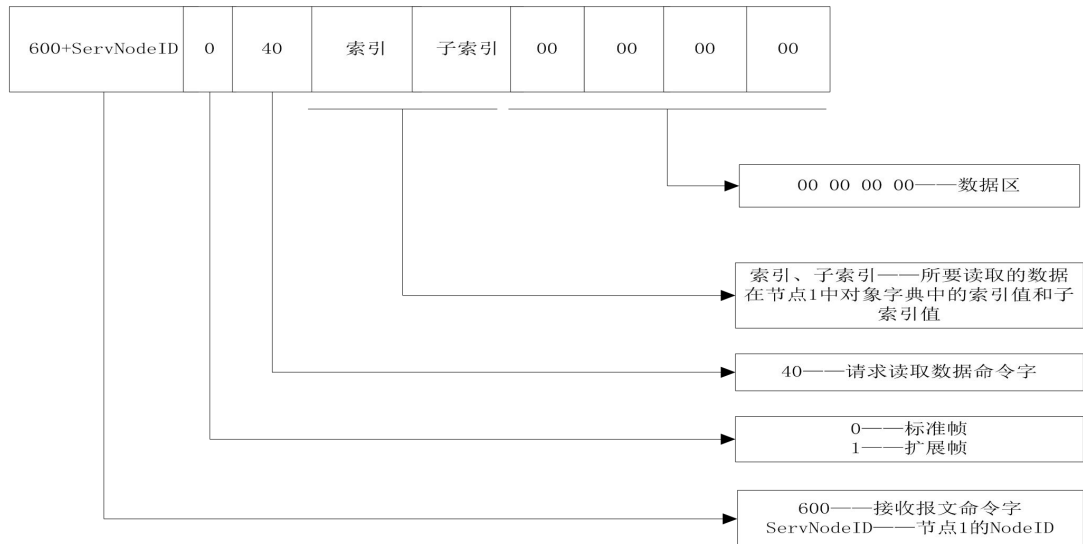 600+ServNodeID 0 40 索引 子索引 00 00 00 00
00 00 00 00——数据区
索引、子索引——所要读取的数据
在节点1中对象字典中的索引值和子
索引值
40——请求读取数据命令字
0——标准帧
1——扩展帧
600——接收报文命令字
ServNodeID——节点1的NodeID